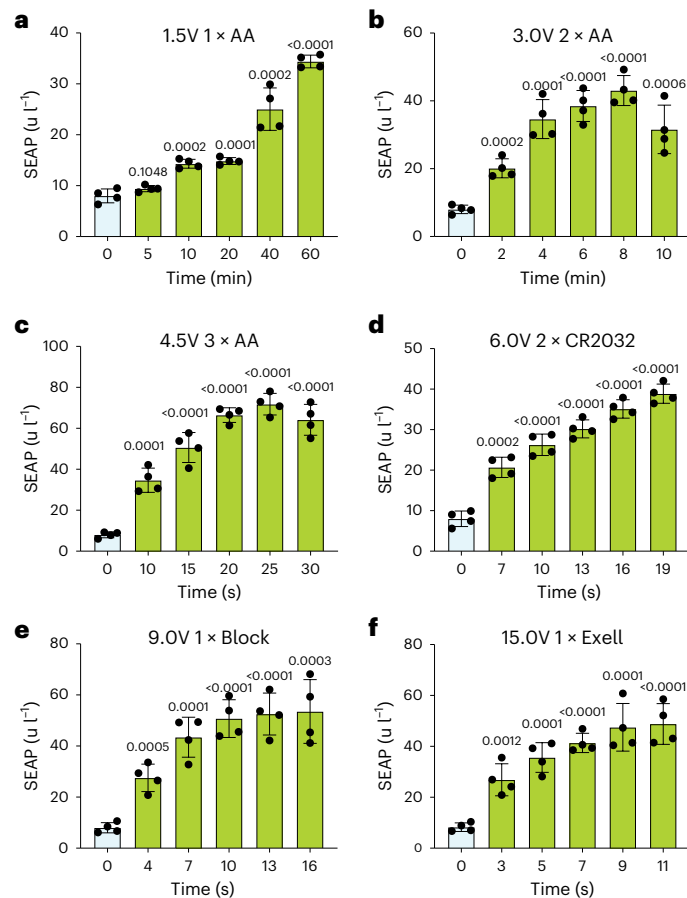 a
1.5V 1 × AA
SEAP (u l⁻¹)
40
30
20
10
0
0.1048
0.0002
0.0001
0.0002
<0.0001
0 5 10 20 40 60
Time (min)
b
3.0V 2 × AA
SEAP (u l⁻¹)
60
40
20
0
0.0002
0.0001
<0.0001
<0.0001
0.0006
0 2 4 6 8 10
Time (min)
c
4.5V 3 × AA
SEAP (u l⁻¹)
100
80
60
40
20
0
0.0001
<0.0001
<0.0001
<0.0001
<0.0001
0 10 15 20 25 30
Time (s)
d
6.0V 2 × CR2032
SEAP (u l⁻¹)
50
40
30
20
10
0
0.0002
<0.0001
<0.0001
<0.0001
<0.0001
0 7 10 13 16 19
Time (s)
e
9.0V 1 × Block
SEAP (u l⁻¹)
80
60
40
20
0
0.0005
0.0001
<0.0001
<0.0001
0.0003
0 4 7 10 13 16
Time (s)
f
15.0V 1 × Exell
SEAP (u l⁻¹)
80
60
40
20
0
0.0012
0.0001
<0.0001
0.0001
<0.0001
0 3 5 7 9 11
Time (s)